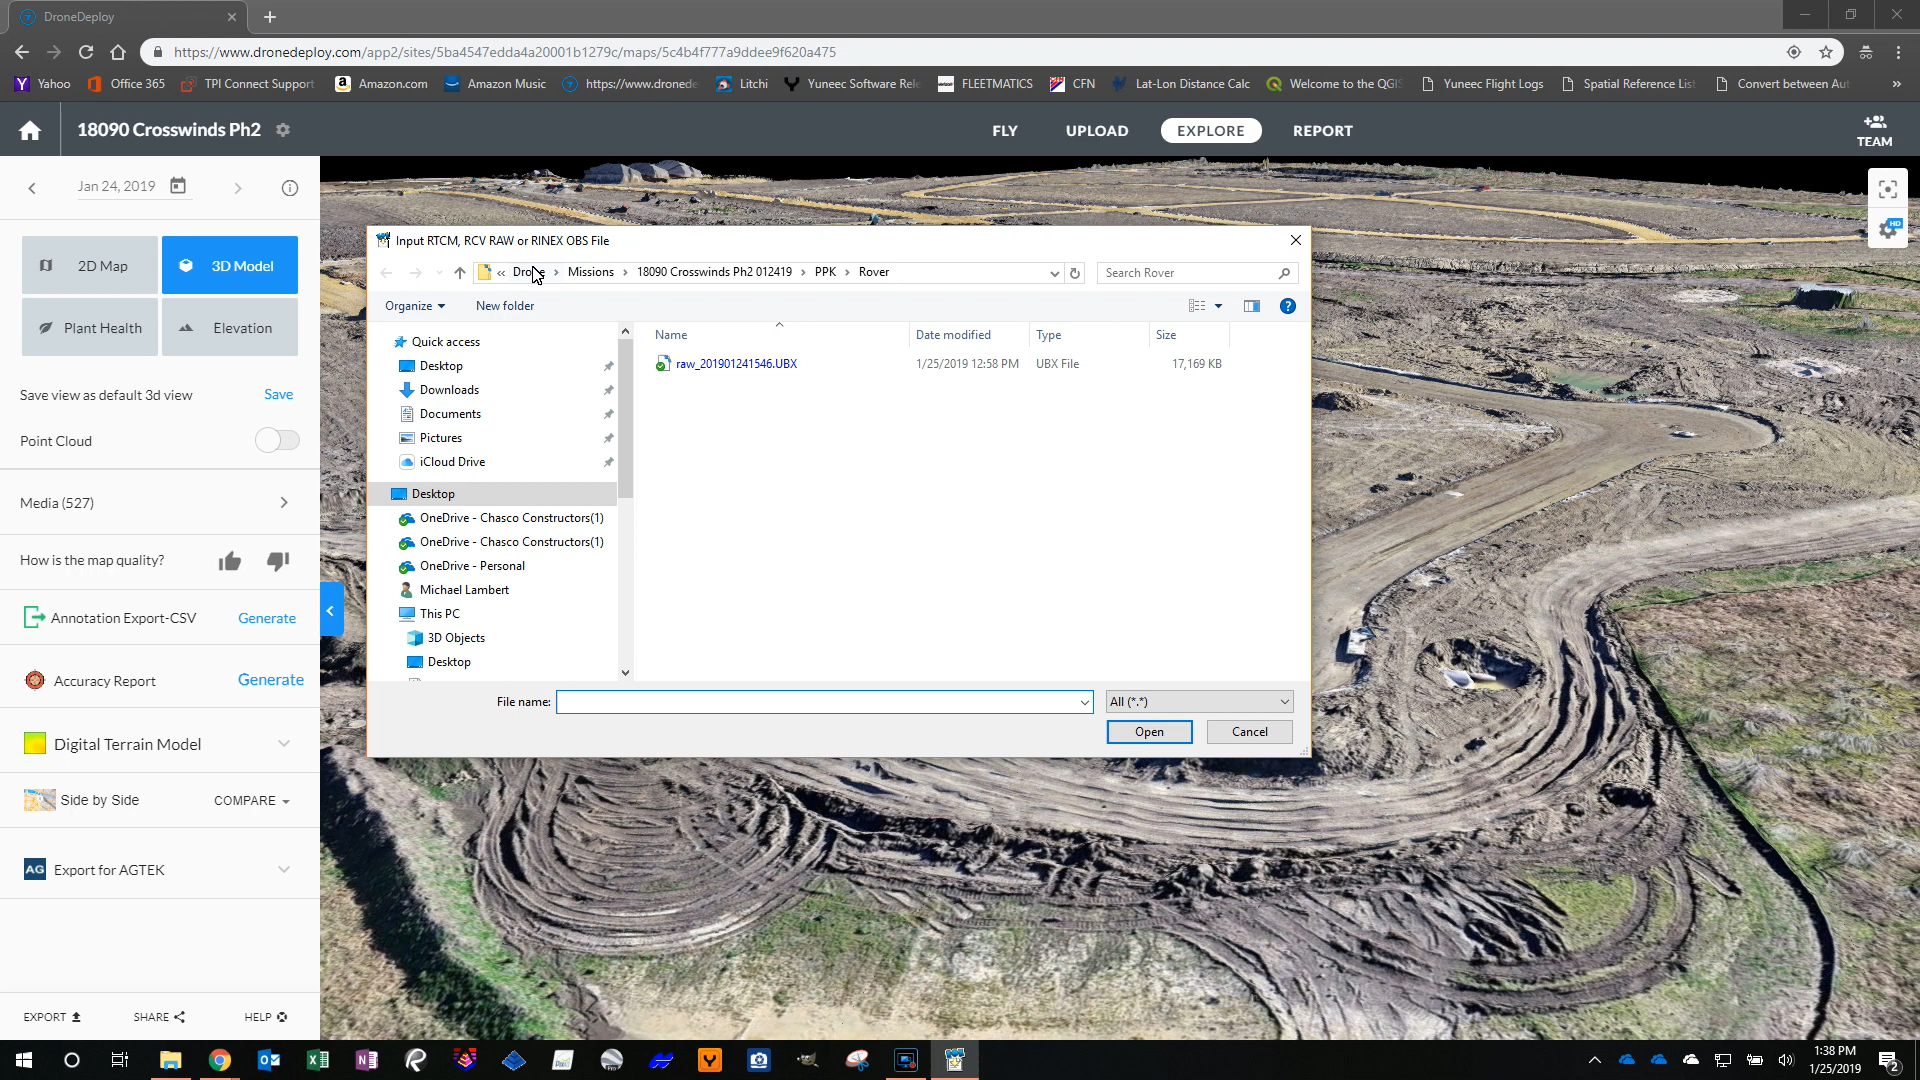 DroneDeploy
https://www.dronedeploy.com/app2/sites/5ba4547edda4a20001b1279c/maps/5c4b4f777a9ddee9f620a475
Yahoo Office 365 TPI Connect Support Amazon.com Amazon Music https://www.dronede Litchi Yuneec Software Rele FLEETMATICS CFN Lat-Lon Distance Calc Welcome to the QGIS Yuneec Flight Logs Spatial Reference List Convert between Aut »
18090 Crosswinds Ph2
FLY UPLOAD EXPLORE REPORT
TEAM
Jan 24, 2019
2D Map 3D Model
Plant Health Elevation
Save view as default 3d view Save
Point Cloud
Media (527)
How is the map quality?
Annotation Export-CSV Generate
Accuracy Report Generate
Digital Terrain Model
Side by Side COMPARE
AG Export for AGTEK
EXPORT SHARE HELP
HD
Input RTCM, RCV RAW or RINEX OBS File
« Drone › Missions › 18090 Crosswinds Ph2 012419 › PPK › Rover
Search Rover
Organize New folder
Quick access
Desktop
Downloads
Documents
Pictures
iCloud Drive
Desktop
OneDrive - Chasco Constructors(1)
OneDrive - Chasco Constructors(1)
OneDrive - Personal
Michael Lambert
This PC
3D Objects
Desktop
Name Date modified Type Size
raw_201901241546.UBX 1/25/2019 12:58 PM UBX File 17,169 KB
File name: All (*.*)
Open Cancel
1:38 PM
1/25/2019
2